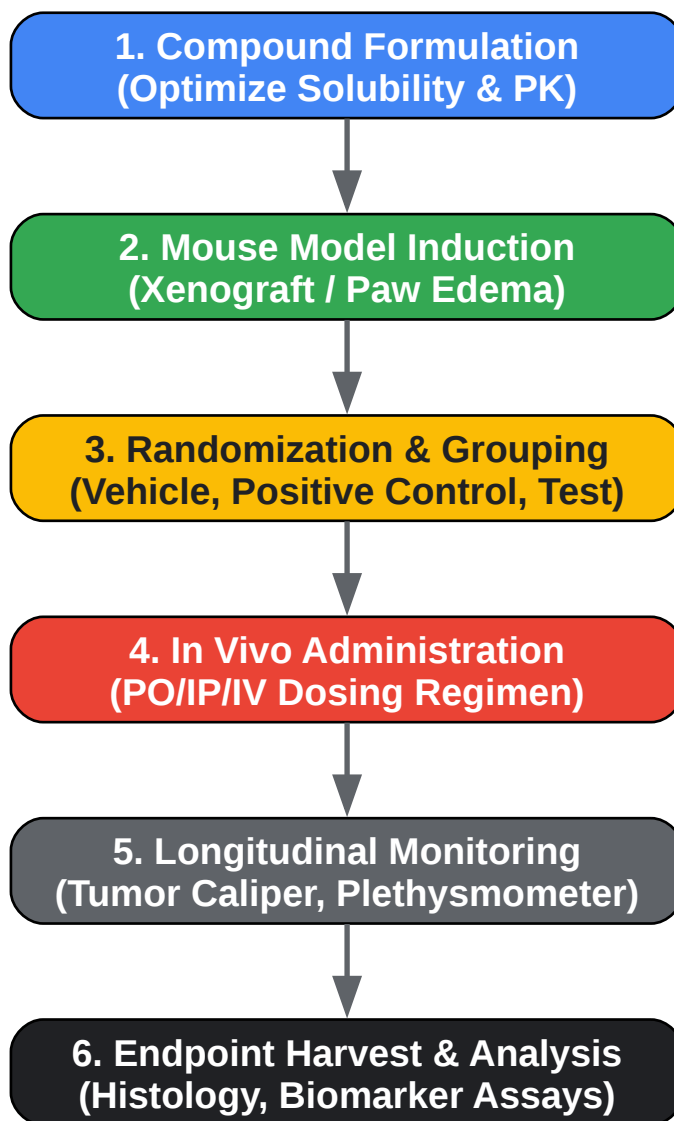 1. Compound Formulation
(Optimize Solubility & PK)
2. Mouse Model Induction
(Xenograft / Paw Edema)
3. Randomization & Grouping
(Vehicle, Positive Control, Test)
4. In Vivo Administration
(PO/IP/IV Dosing Regimen)
5. Longitudinal Monitoring
(Tumor Caliper, Plethysmometer)
6. Endpoint Harvest & Analysis
(Histology, Biomarker Assays)